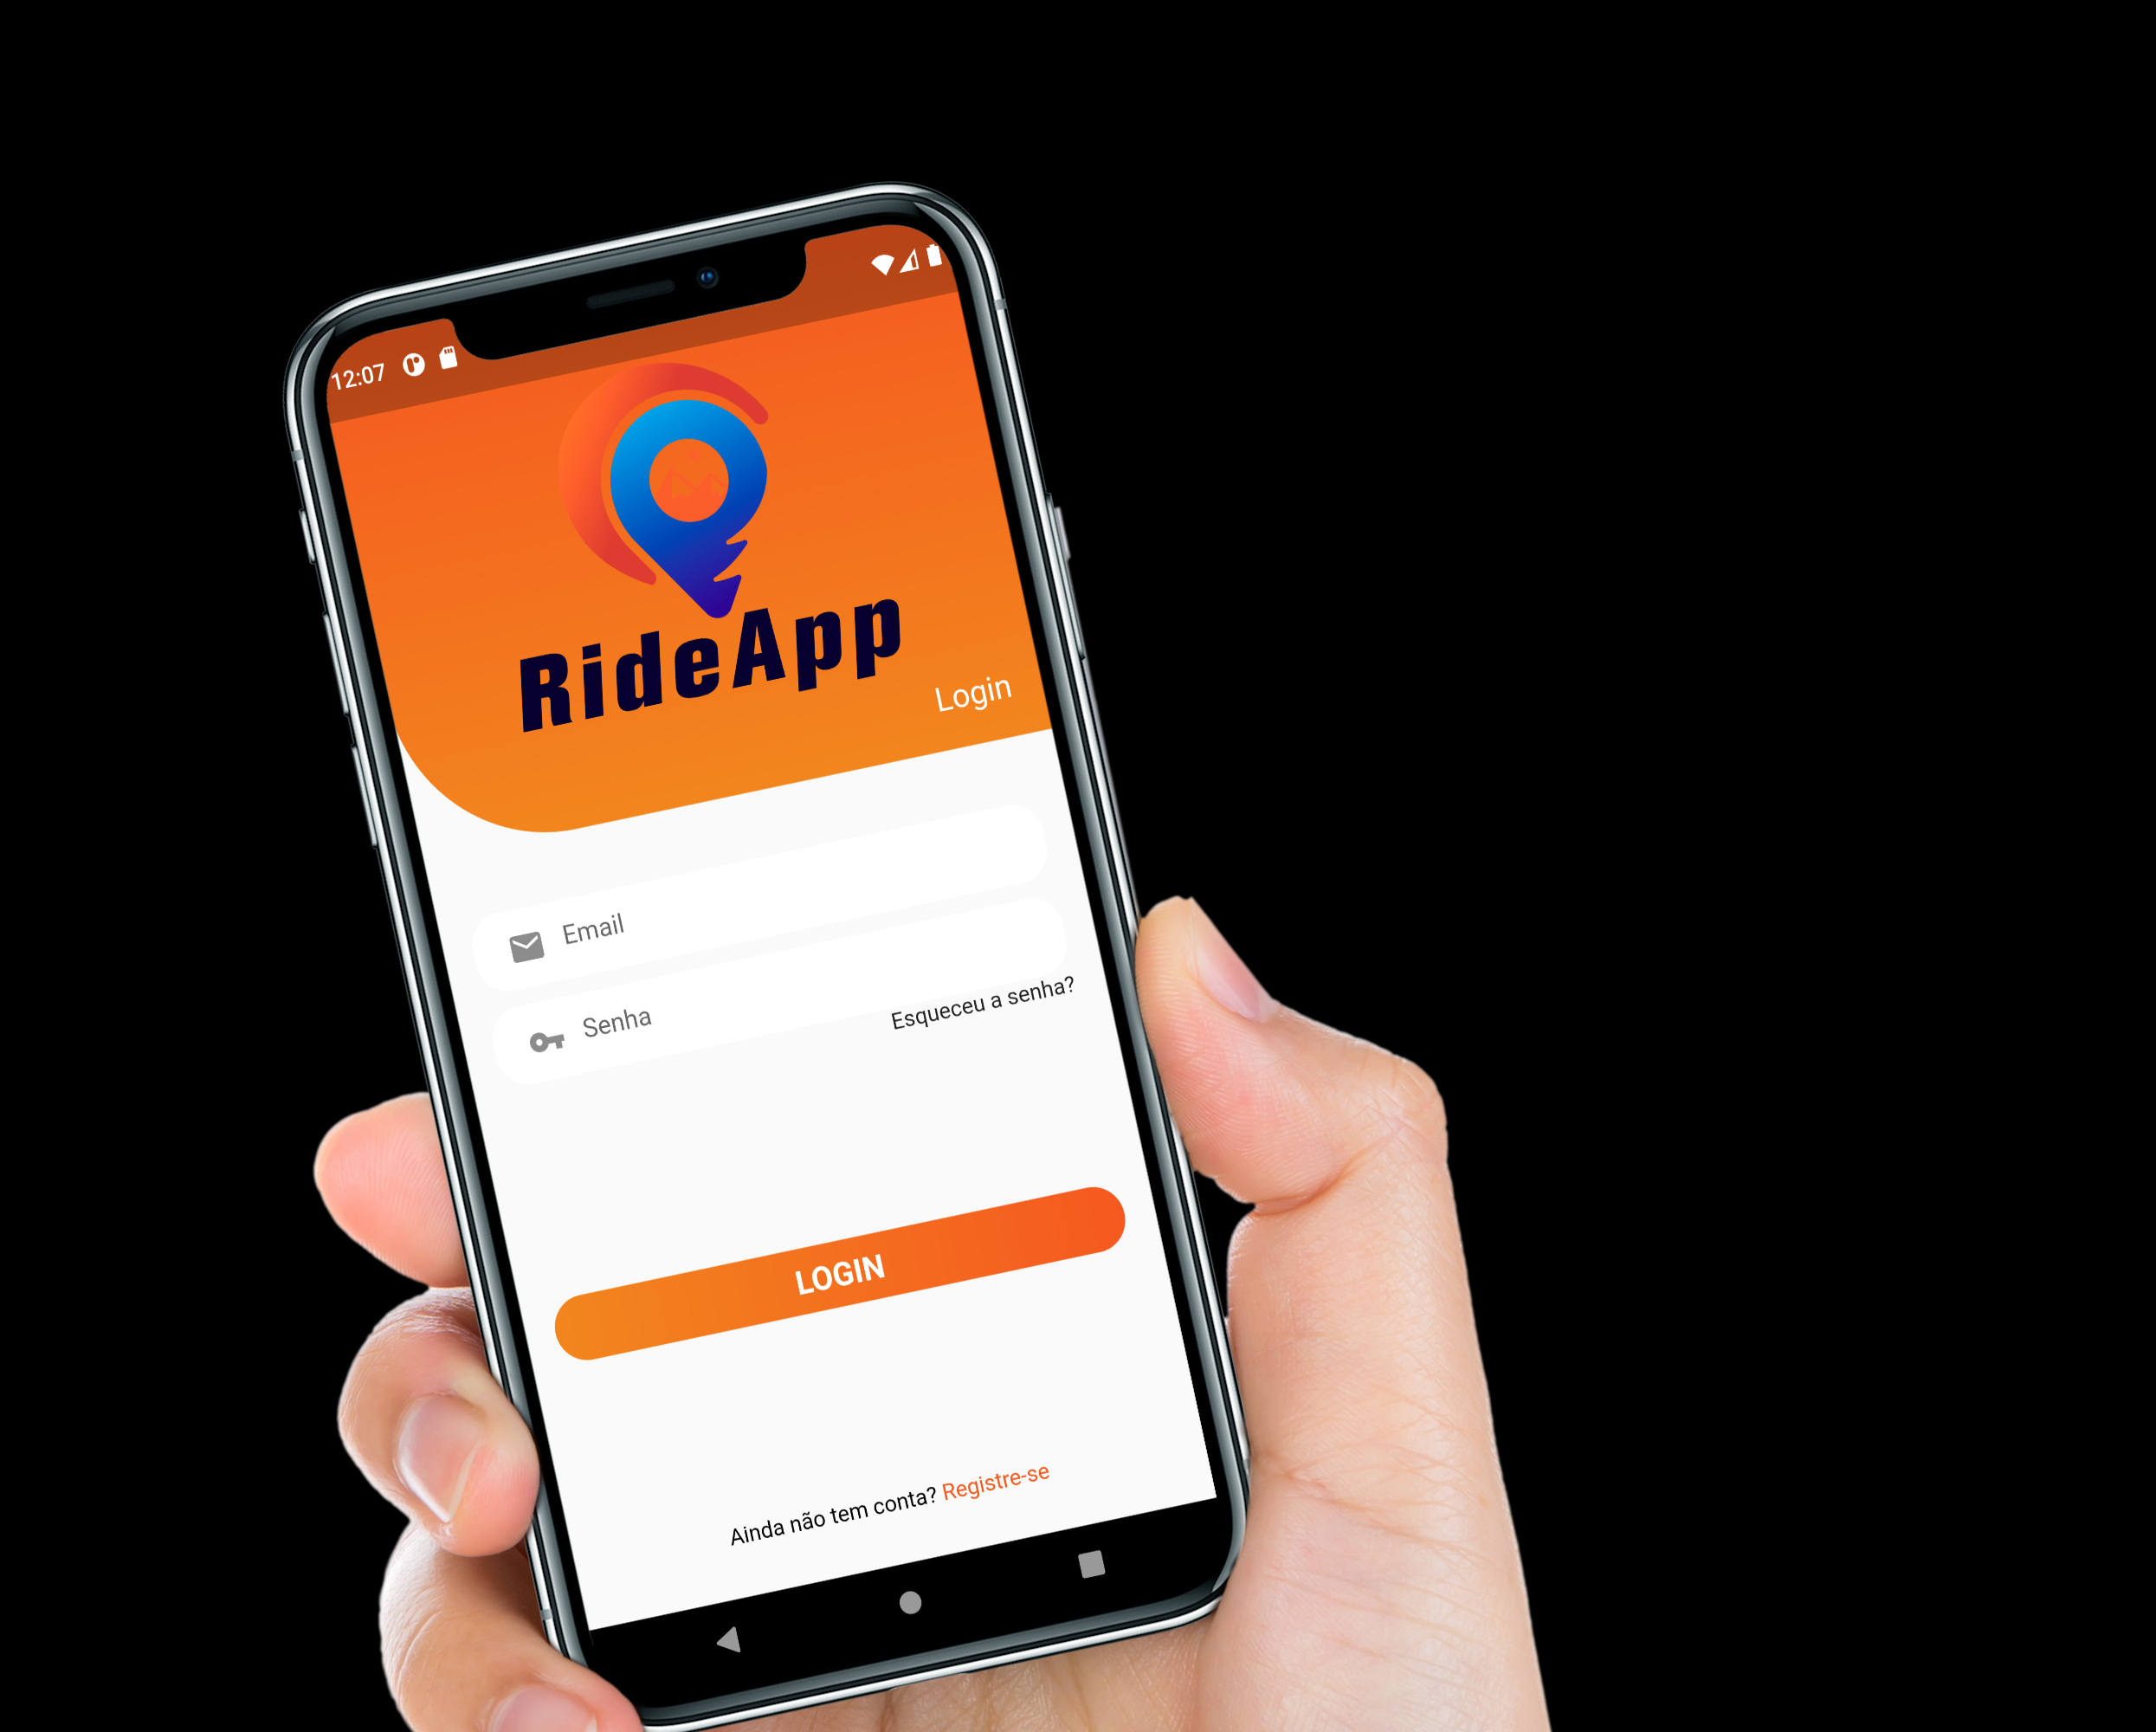 12:07
RideApp
Login
Email
Senha
Esqueceu a senha?
LOGIN
Ainda não tem conta? Registre-se